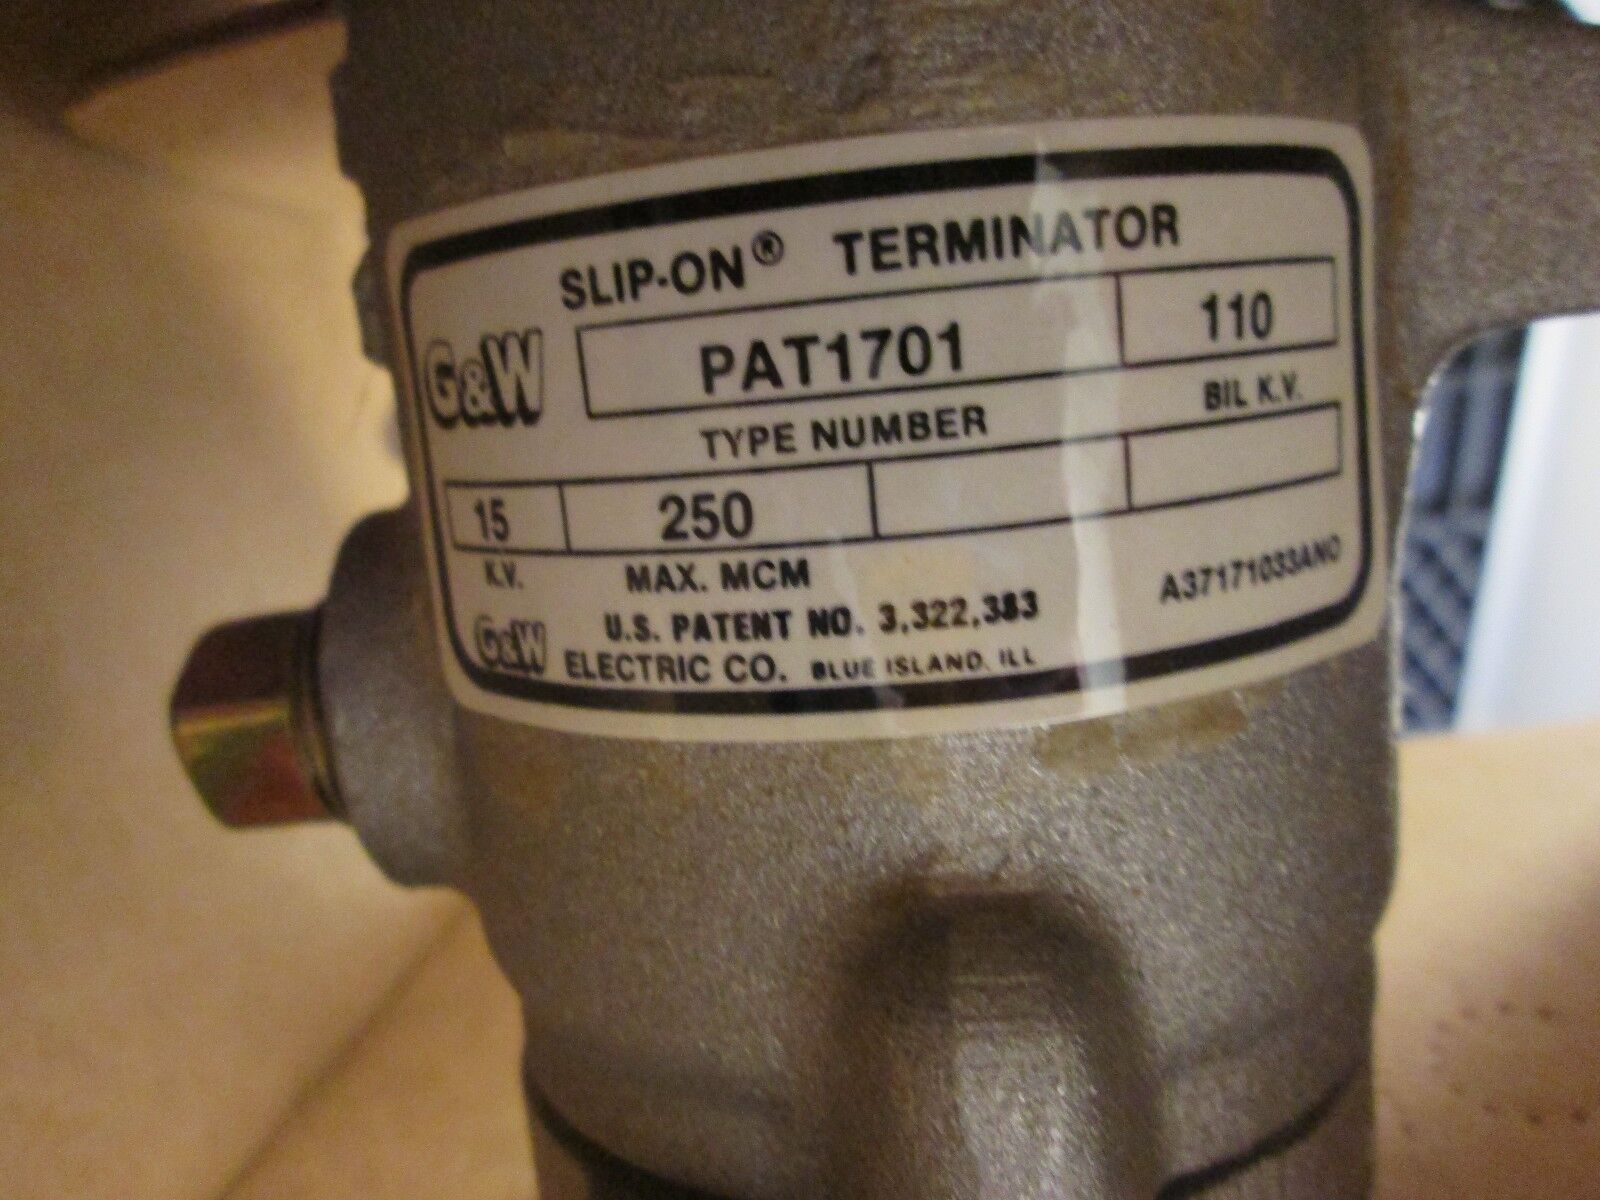 SLIP-ON® TERMINATOR
G&W
PAT1701 110
TYPE NUMBER BIL K.V.
15 250
K.V. MAX. MCM
A37171033ANO
U.S. PATENT NO. 3,322,383
G&W ELECTRIC CO. BLUE ISLAND, ILL